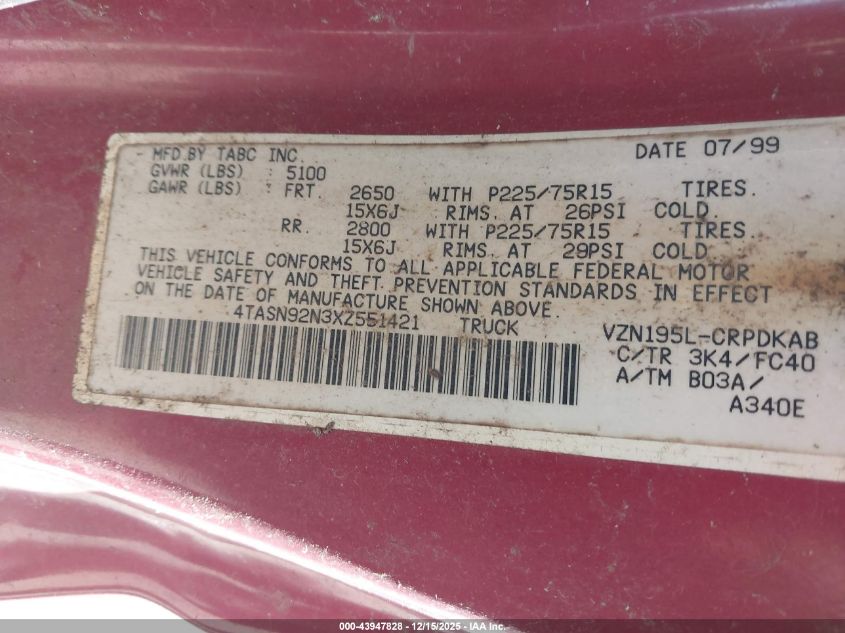 MFD.BY TABC INC. DATE 07/99
GVWR (LBS) : 5100
GAWR (LBS) : FRT. 2650 WITH P225/75R15 TIRES.
15X6J RIMS. AT 26PSI COLD.
RR. 2800 WITH P225/75R15 TIRES.
15X6J RIMS. AT 29PSI COLD.
THIS VEHICLE CONFORMS TO ALL APPLICABLE FEDERAL MOTOR
VEHICLE SAFETY AND THEFT PREVENTION STANDARDS IN EFFECT
ON THE DATE OF MANUFACTURE SHOWN ABOVE.
4TASN92N3XZ551421 TRUCK VZN195L-CRPDKAB
C/TR 3K4/FC40
A/TM B03A/
A340E
000-43947828 - 12/15/2025 - IAA Inc.